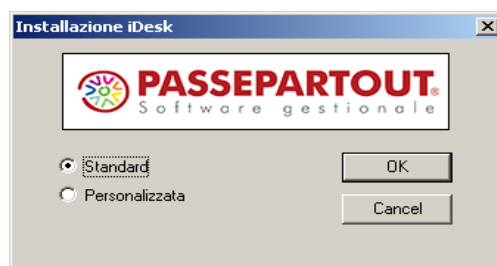 Installazione iDesk
PASSEPARTOUT®
Software gestionale
Standard
OK
Personalizzata
Cancel